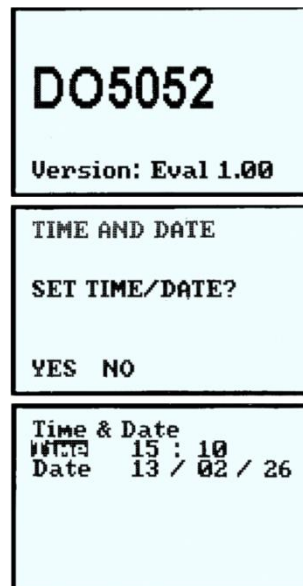 DO5052
Version: Eval 1.00
TIME AND DATE
SET TIME/DATE?
YES NO
Time & Date
Time 15 : 10
Date 13 / 02 / 26